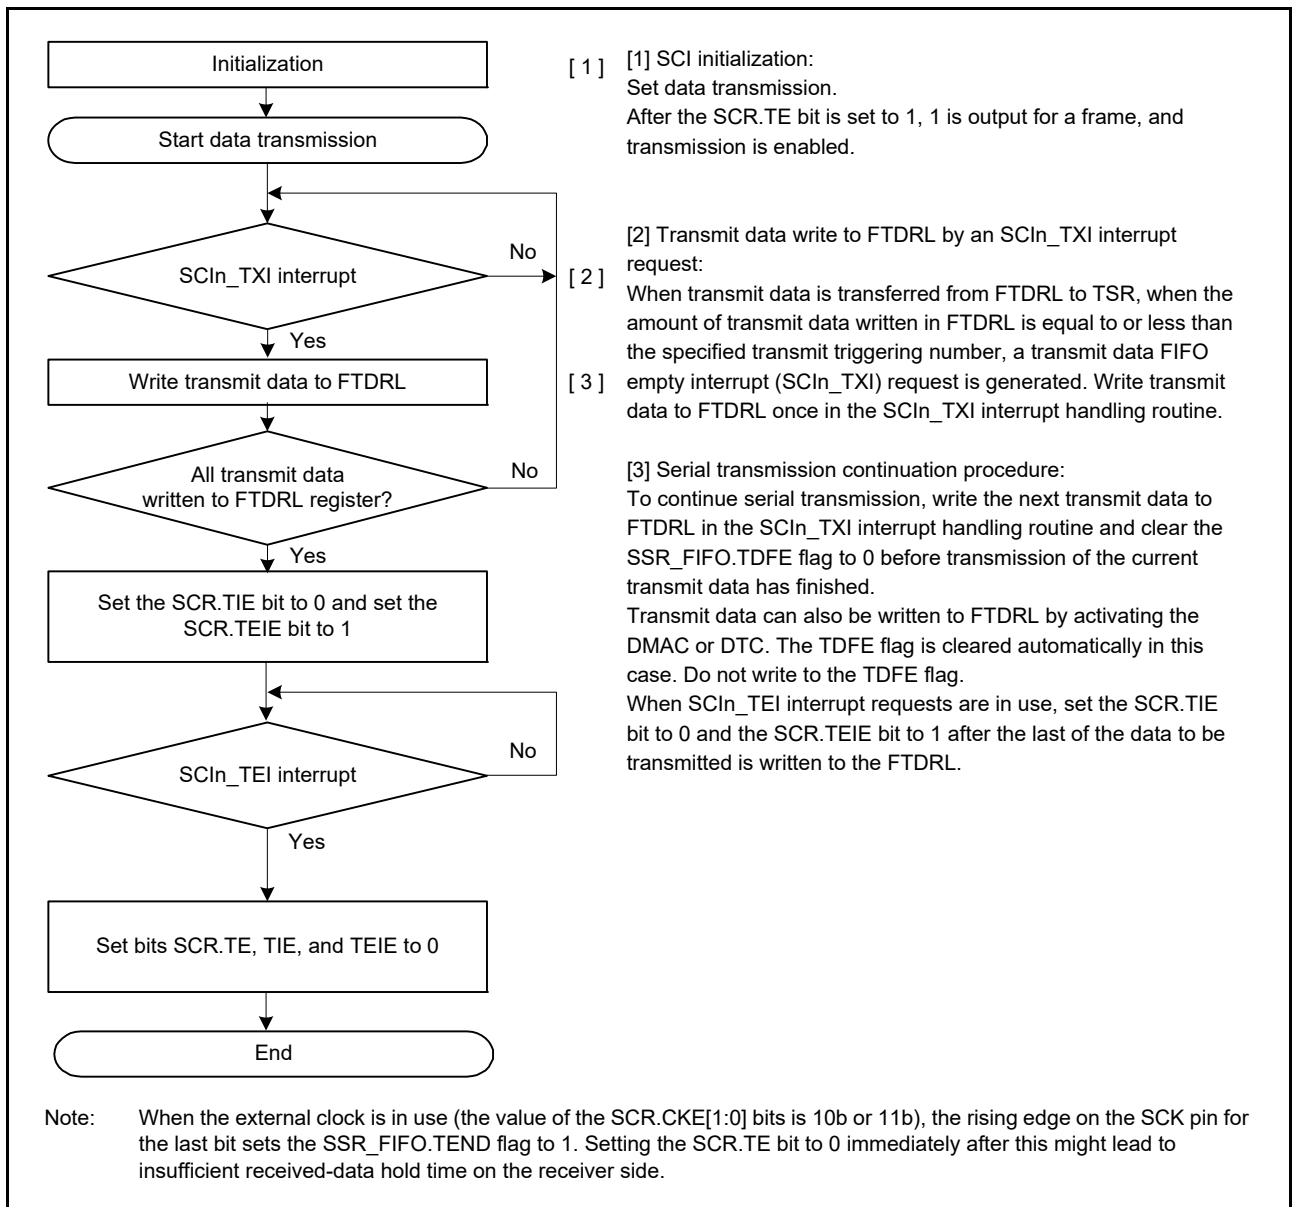 Initialization
[ 1 ]
[1] SCI initialization:
Set data transmission.
After the SCR.TE bit is set to 1, 1 is output for a frame, and
transmission is enabled.
Start data transmission
SCIn_TXI interrupt
No
Yes
[ 2 ]
[2] Transmit data write to FTDRL by an SCIn_TXI interrupt
request:
When transmit data is transferred from FTDRL to TSR, when the
amount of transmit data written in FTDRL is equal to or less than
the specified transmit triggering number, a transmit data FIFO
empty interrupt (SCIn_TXI) request is generated. Write transmit
data to FTDRL once in the SCIn_TXI interrupt handling routine.
Write transmit data to FTDRL
[ 3 ]
All transmit data
written to FTDRL register?
No
Yes
[3] Serial transmission continuation procedure:
To continue serial transmission, write the next transmit data to
FTDRL in the SCIn_TXI interrupt handling routine and clear the
SSR_FIFO.TDFE flag to 0 before transmission of the current
transmit data has finished.
Transmit data can also be written to FTDRL by activating the
DMAC or DTC. The TDFE flag is cleared automatically in this
case. Do not write to the TDFE flag.
When SCIn_TEI interrupt requests are in use, set the SCR.TIE
bit to 0 and the SCR.TEIE bit to 1 after the last of the data to be
transmitted is written to the FTDRL.
Set the SCR.TIE bit to 0 and set the
SCR.TEIE bit to 1
SCIn_TEI interrupt
No
Yes
Set bits SCR.TE, TIE, and TEIE to 0
End
Note: When the external clock is in use (the value of the SCR.CKE[1:0] bits is 10b or 11b), the rising edge on the SCK pin for
the last bit sets the SSR_FIFO.TEND flag to 1. Setting the SCR.TE bit to 0 immediately after this might lead to
insufficient received-data hold time on the receiver side.